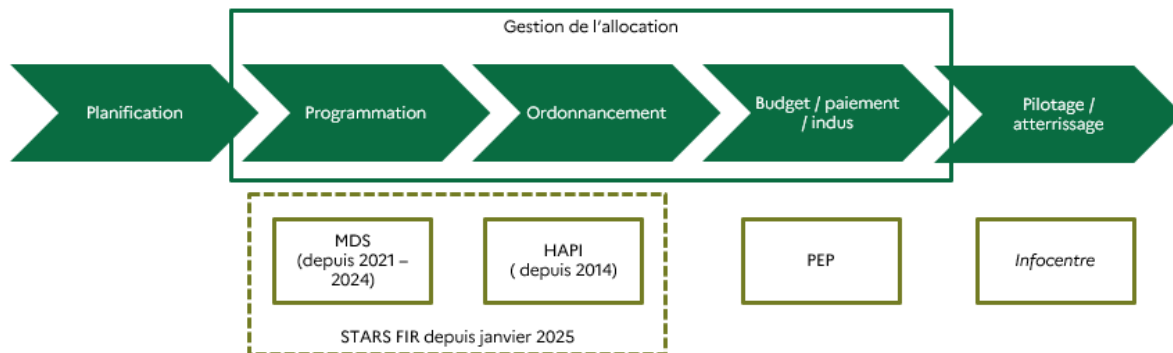 Gestion de l'allocation
Planification
Programmation
Ordonnancement
Budget / paiement
/ indus
Pilotage /
atterrissage
MDS
(depuis 2021 –
2024)
HAPI
( depuis 2014)
PEP
Infocentre
STARS FIR depuis janvier 2025